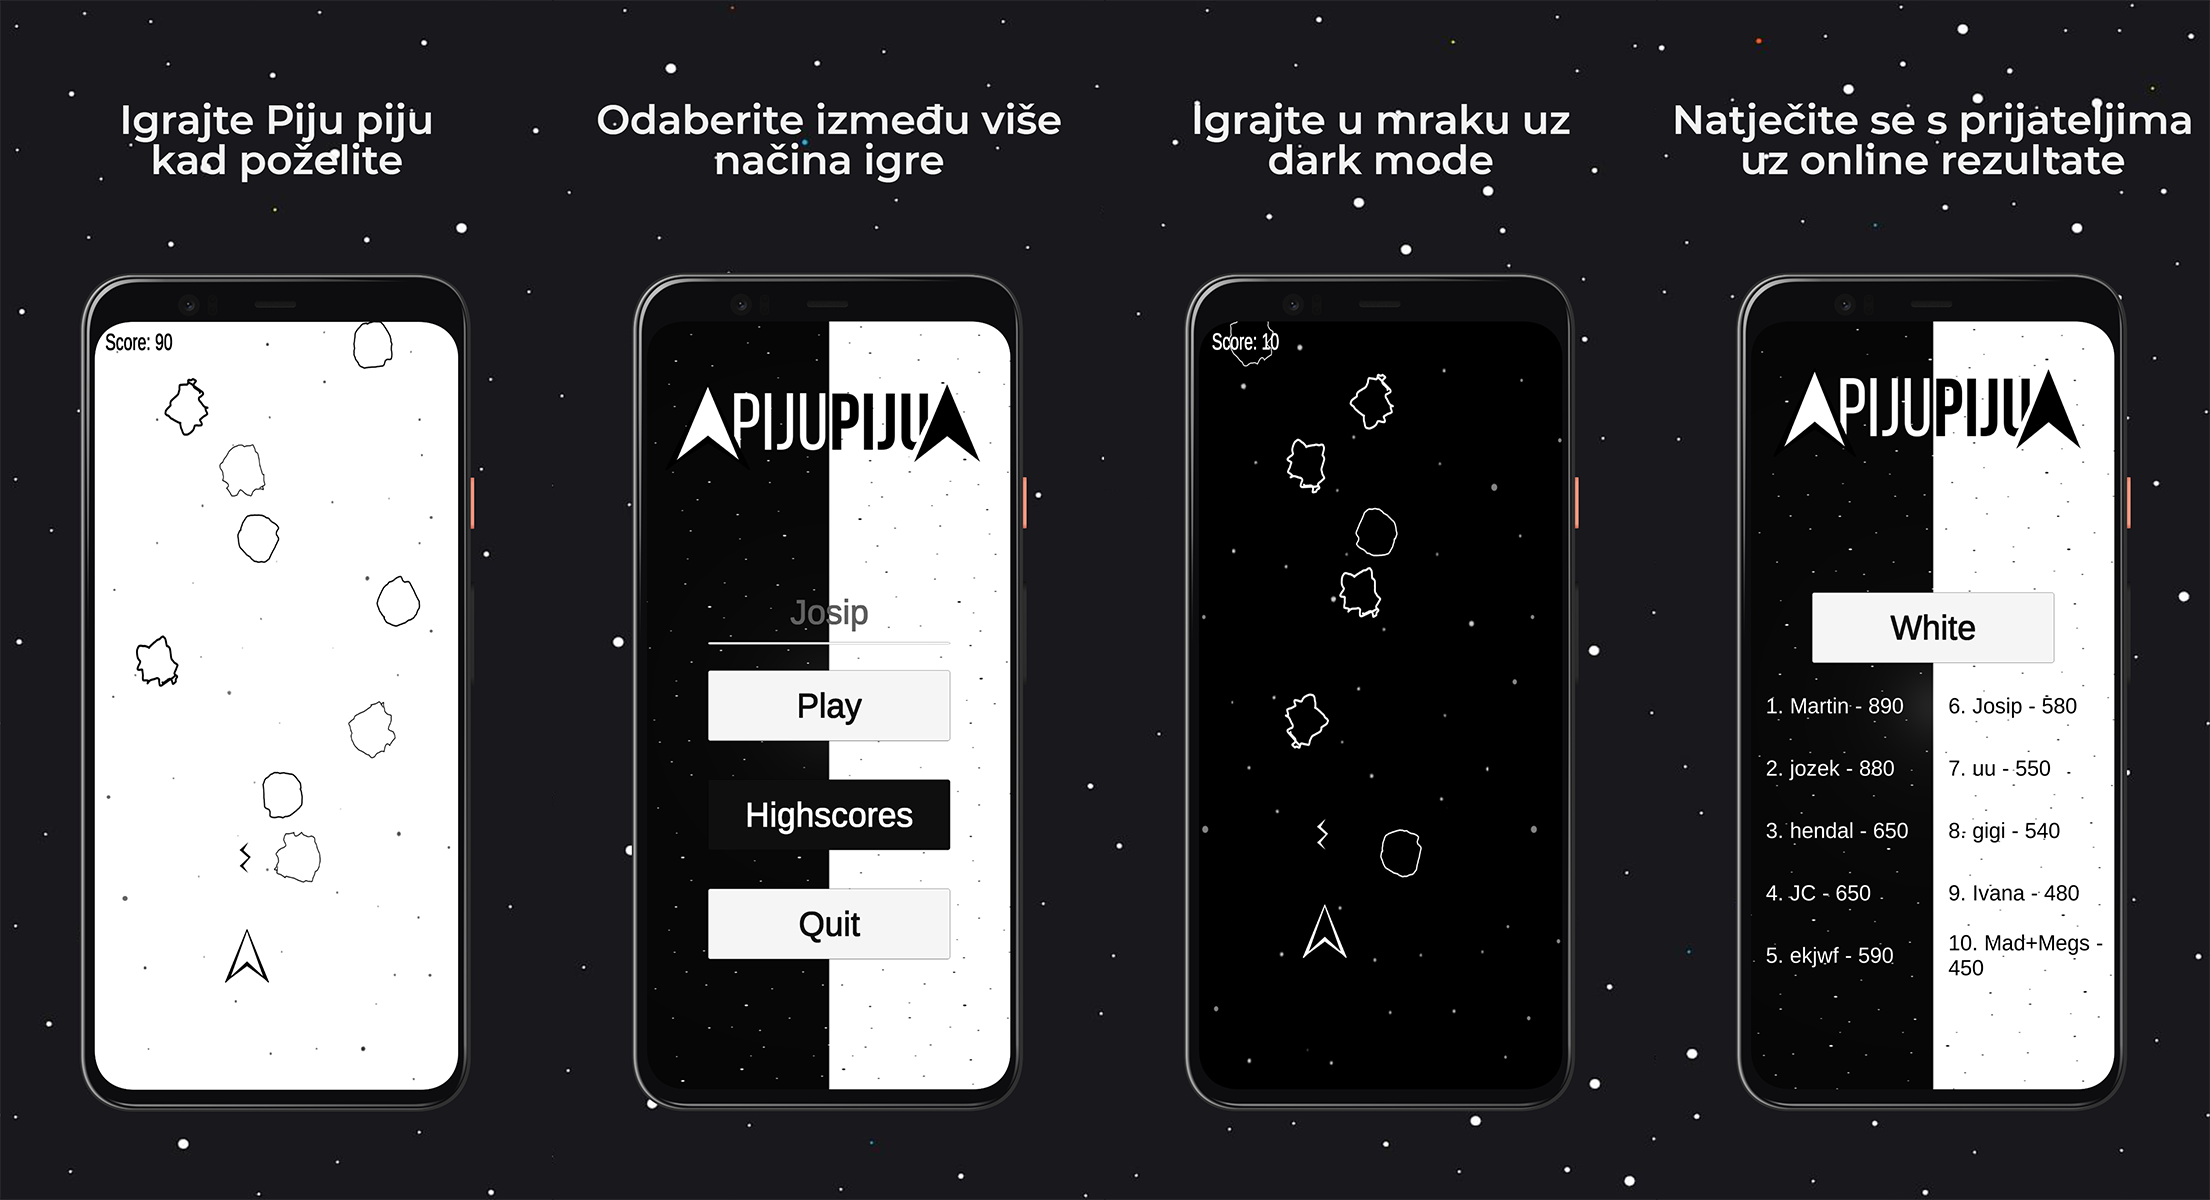 Igrajte Piju piju
kad poželite
Score: 90
Odaberite između više
načina igre
PIJUPIJU
Josip
Play
Highscores
Quit
Igrajte u mraku uz
dark mode
Score: 10
Natječite se s prijateljima
uz online rezultate
PIJUPIJU
White
1. Martin - 890
2. jozek - 880
3. hendal - 650
4. JC - 650
5. ekjwf - 590
6. Josip - 580
7. uu - 550
8. gigi - 540
9. Ivana - 480
10. Mad+Megs -
450